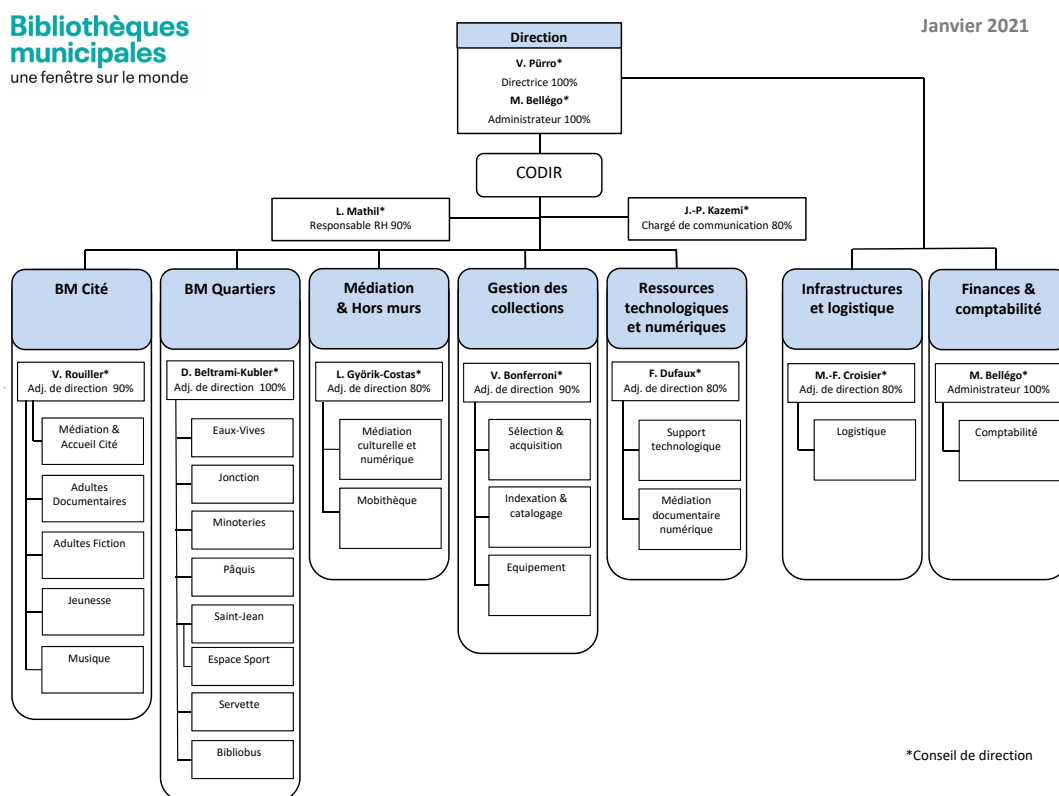 Bibliothèques
municipales
une fenêtre sur le monde
Janvier 2021
Direction
V. Pürro*
Directrice 100%
M. Bellégo*
Administrateur 100%
CODIR
L. Mathil*
Responsable RH 90%
J.-P. Kazemi*
Chargé de communication 80%
BM Cité
V. Rouiller*
Adj. de direction 90%
Médiation &
Accueil Cité
Adultes
Documentaires
Adultes Fiction
Jeunesse
Musique
BM Quartiers
D. Beltrami-Kubler*
Adj. de direction 100%
Eaux-Vives
Jonction
Minoteries
Pâquis
Saint-Jean
Espace Sport
Servette
Bibliobus
Médiation
& Hors murs
L. Györik-Costas*
Adj. de direction 80%
Médiation
culturelle et
numérique
Mobithèque
Gestion des
collections
V. Bonferroni*
Adj. de direction 90%
Sélection &
acquisition
Indexation &
catalogage
Equipement
Ressources
technologiques
et numériques
F. Dufaux*
Adj. de direction 80%
Support
technologique
Médiation
documentaire
numérique
Infrastructures
et logistique
M.-F. Croisier*
Adj. de direction 80%
Logistique
Finances &
comptabilité
M. Bellégo*
Administrateur 100%
Comptabilité
*Conseil de direction